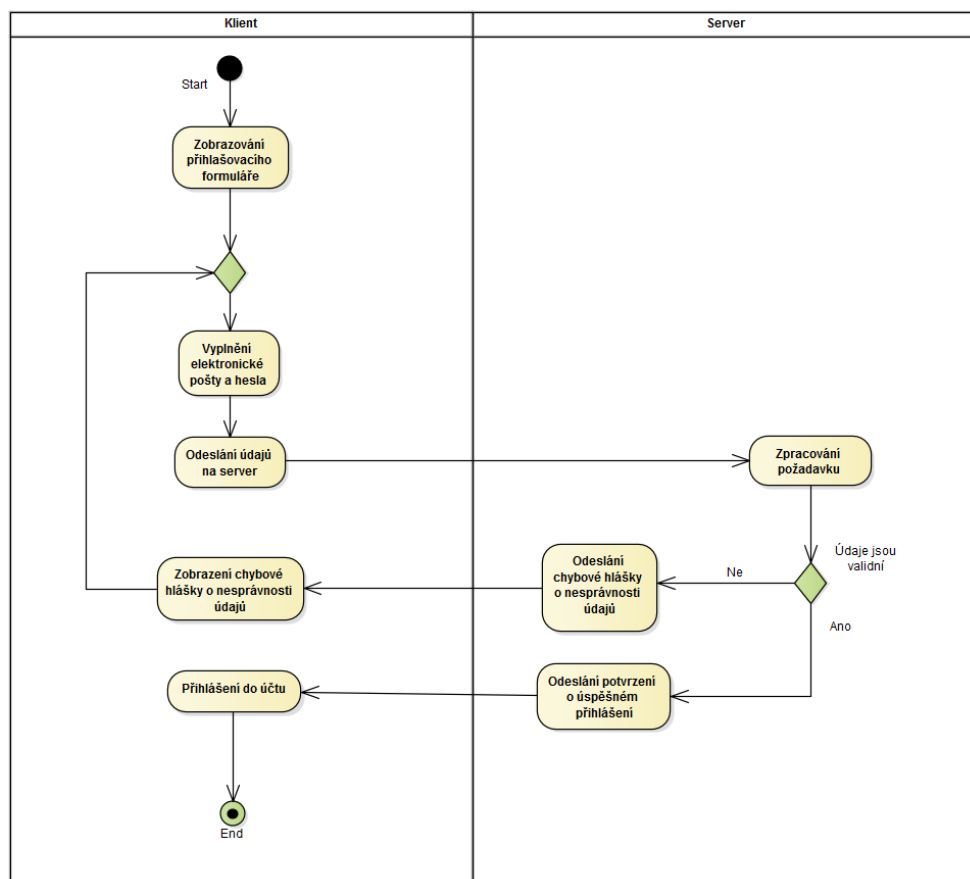 Klient
Server
Start
Zobrazování
přihlašovacího
formuláře
Vyplnění
elektronické
pošty a hesla
Odeslání údajů
na server
Zpracování
požadavku
Údaje jsou
validní
Ne
Ano
Odeslání
chybové hlášky
o nesprávnosti
údajů
Zobrazení chybové
hlášky o nesprávnosti
údajů
Odeslání potvrzení
o úspěšném
přihlášení
Přihlášení do účtu
End